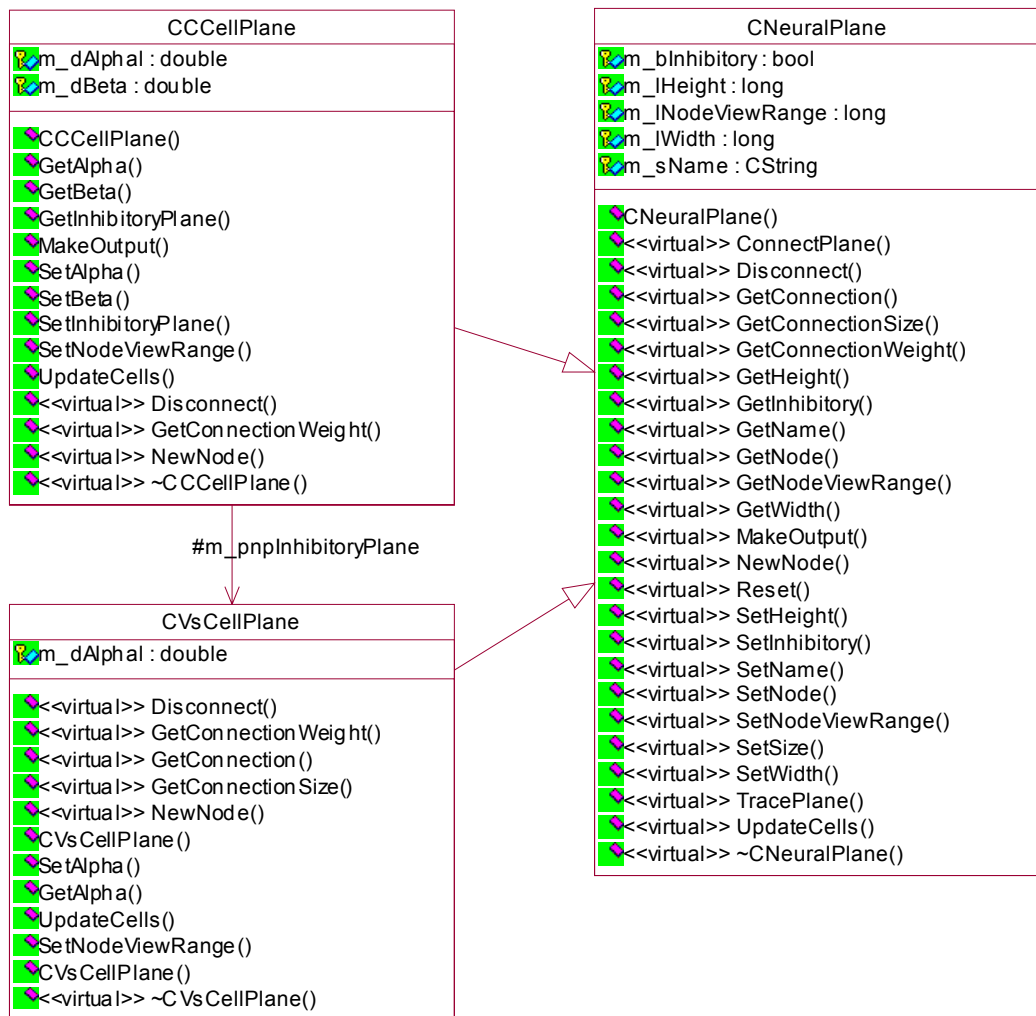 CCCellPlane
m_dAlphaI : double
m_dBeta : double
CCCellPlane()
GetAlpha()
GetBeta()
GetInhibitoryPlane()
MakeOutput()
SetAlpha()
SetBeta()
SetInhibitoryPlane()
SetNodeViewRange()
UpdateCells()
<<virtual>> Disconnect()
<<virtual>> GetConnectionWeight()
<<virtual>> NewNode()
<<virtual>> ~CCCellPlane()
#m_pnpInhibitoryPlane
CVsCellPlane
m_dAlphaI : double
<<virtual>> Disconnect()
<<virtual>> GetConnectionWeight()
<<virtual>> GetConnection()
<<virtual>> GetConnectionSize()
<<virtual>> NewNode()
CVsCellPlane()
SetAlpha()
GetAlpha()
UpdateCells()
SetNodeViewRange()
CVsCellPlane()
<<virtual>> ~CVsCellPlane()
CNeuralPlane
m_bInhibitory : bool
m_lHeight : long
m_lNodeViewRange : long
m_lWidth : long
m_sName : CString
CNeuralPlane()
<<virtual>> ConnectPlane()
<<virtual>> Disconnect()
<<virtual>> GetConnection()
<<virtual>> GetConnectionSize()
<<virtual>> GetConnectionWeight()
<<virtual>> GetHeight()
<<virtual>> GetInhibitory()
<<virtual>> GetName()
<<virtual>> GetNode()
<<virtual>> GetNodeViewRange()
<<virtual>> GetWidth()
<<virtual>> MakeOutput()
<<virtual>> NewNode()
<<virtual>> Reset()
<<virtual>> SetHeight()
<<virtual>> SetInhibitory()
<<virtual>> SetName()
<<virtual>> SetNode()
<<virtual>> SetNodeViewRange()
<<virtual>> SetSize()
<<virtual>> SetWidth()
<<virtual>> TracePlane()
<<virtual>> UpdateCells()
<<virtual>> ~CNeuralPlane()